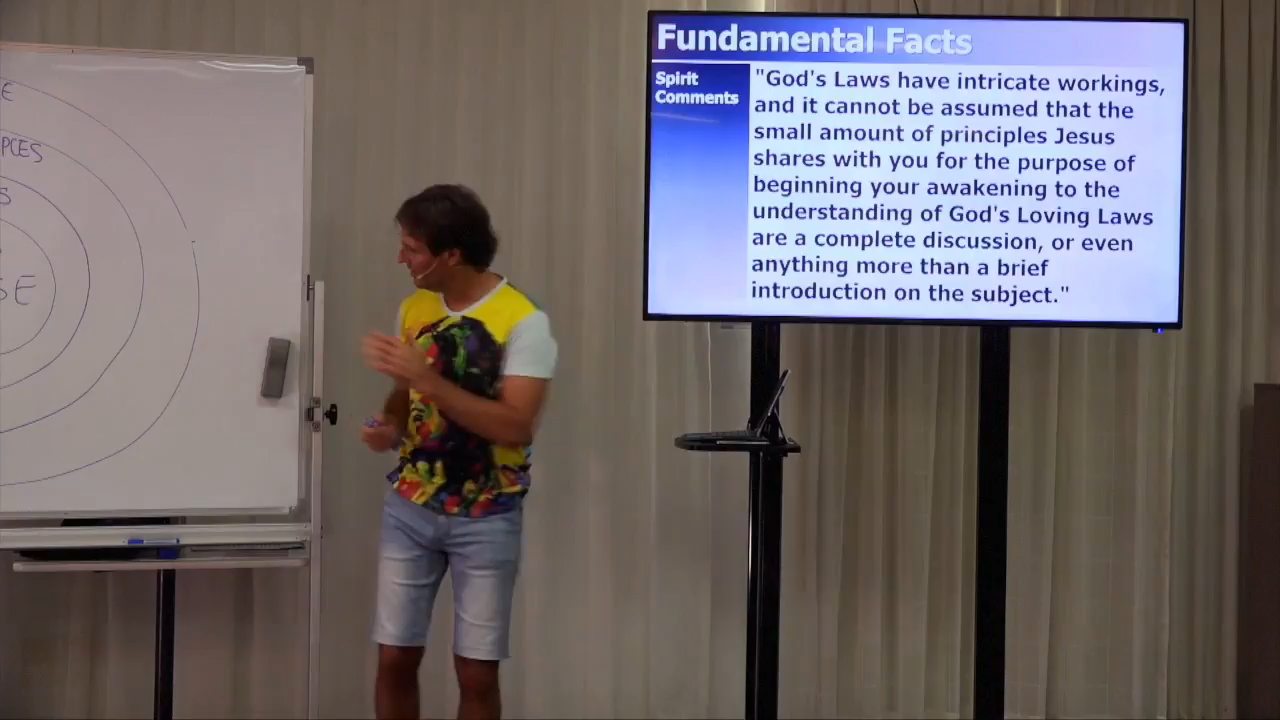 Fundamental Facts
Spirit
Comments
"God's Laws have intricate workings,
and it cannot be assumed that the
small amount of principles Jesus
shares with you for the purpose of
beginning your awakening to the
understanding of God's Loving Laws
are a complete discussion, or even
anything more than a brief
introduction on the subject."